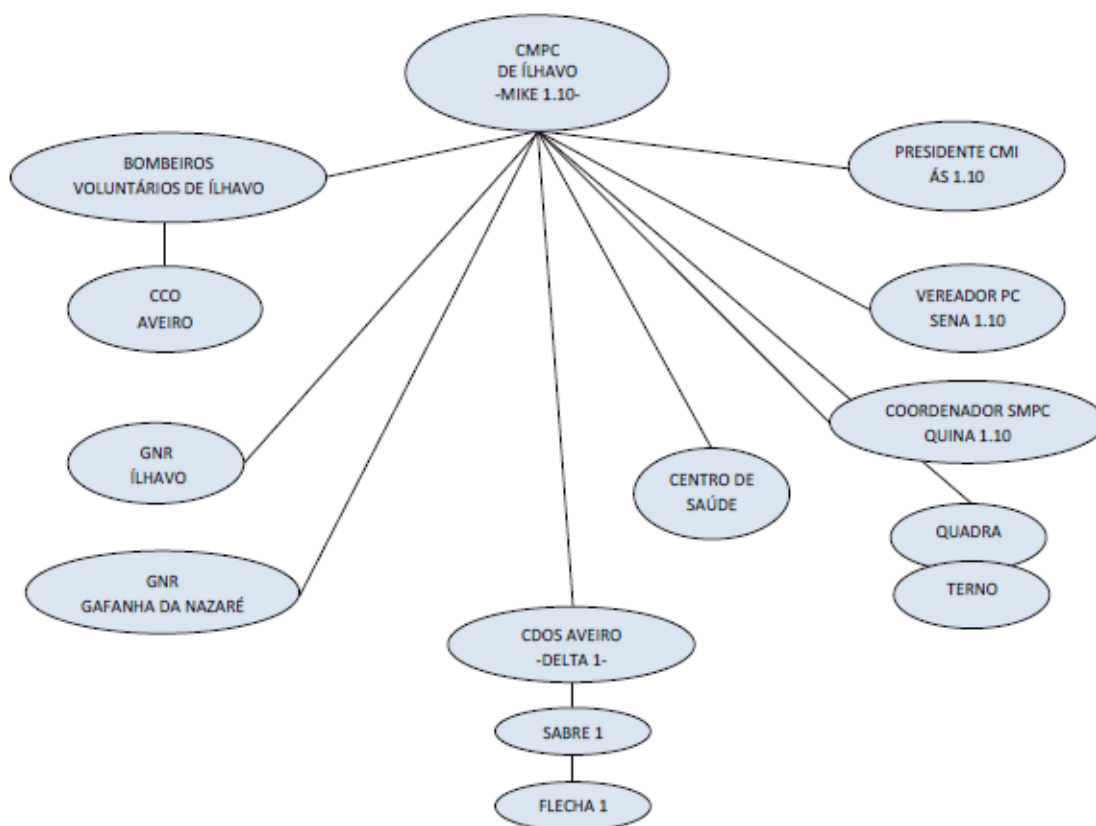 CMPC
DE ÍLHAVO
-MIKE 1.10-
BOMBEIROS
VOLUNTÁRIOS DE ÍLHAVO
PRESIDENTE CMI
ÁS 1.10
CCO
AVEIRO
VEREADOR PC
SENA 1.10
COORDENADOR SMPC
QUINA 1.10
GNR
ÍLHAVO
CENTRO DE
SAÚDE
QUADRA
TERNO
GNR
GAFANHA DA NAZARÉ
CDOS AVEIRO
-DELTA 1-
SABRE 1
FLECHA 1